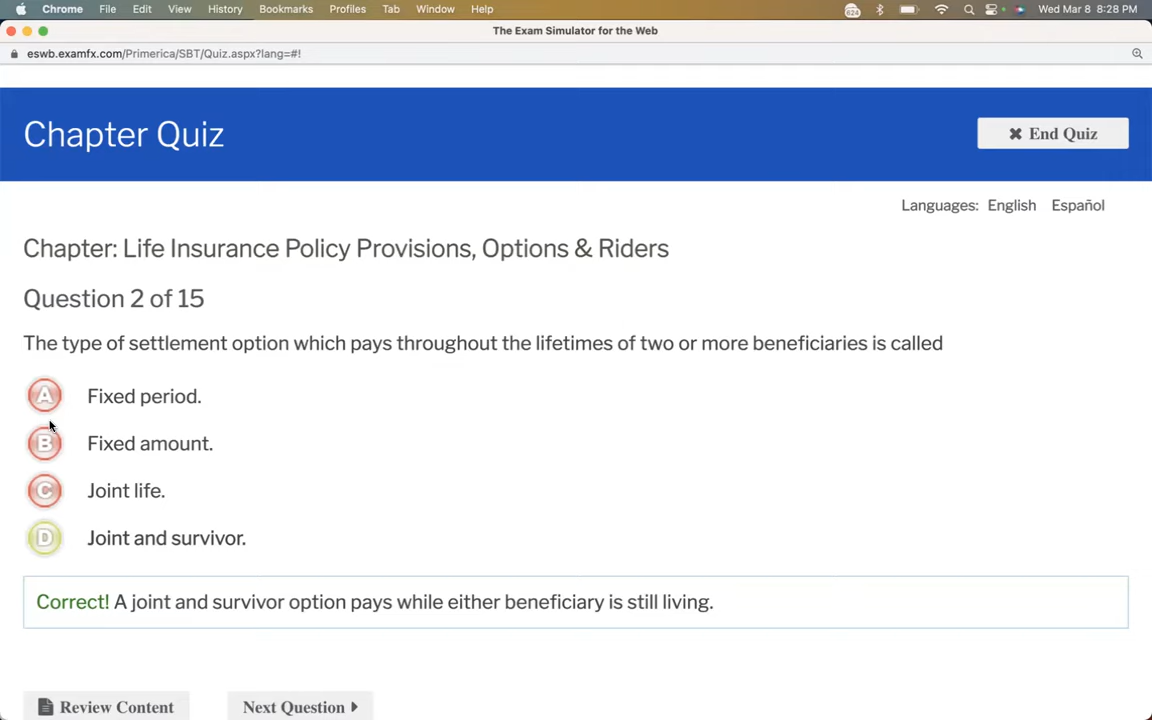 Chrome File Edit View History Bookmarks Profiles Tab Window Help 624 Wed Mar 8 8:28 PM
The Exam Simulator for the Web
eswb.examfx.com/Primerica/SBT/Quiz.aspx?lang=#!
Chapter Quiz
✖ End Quiz
Languages: English Español
Chapter: Life Insurance Policy Provisions, Options & Riders
Question 2 of 15
The type of settlement option which pays throughout the lifetimes of two or more beneficiaries is called
A Fixed period.
B Fixed amount.
C Joint life.
D Joint and survivor.
Correct! A joint and survivor option pays while either beneficiary is still living.
Review Content Next Question